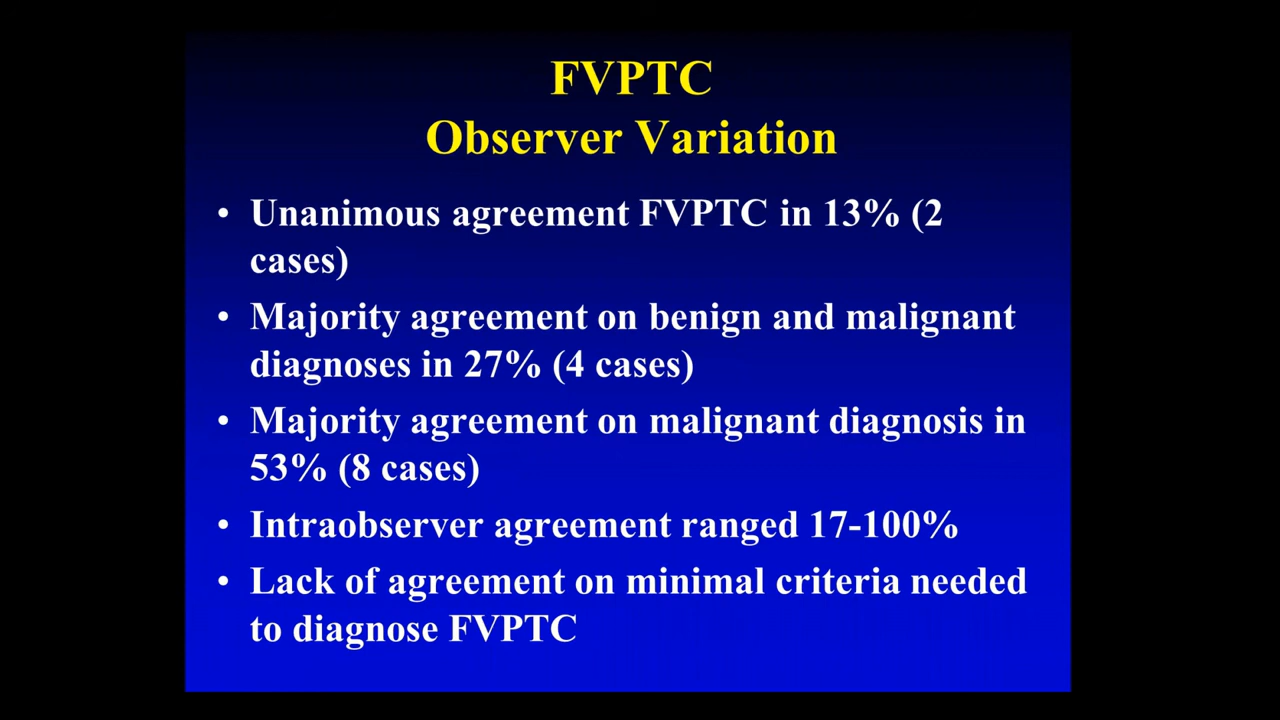 FVPTC
Observer Variation
• Unanimous agreement FVPTC in 13% (2
cases)
• Majority agreement on benign and malignant
diagnoses in 27% (4 cases)
• Majority agreement on malignant diagnosis in
53% (8 cases)
• Intraobserver agreement ranged 17-100%
• Lack of agreement on minimal criteria needed
to diagnose FVPTC